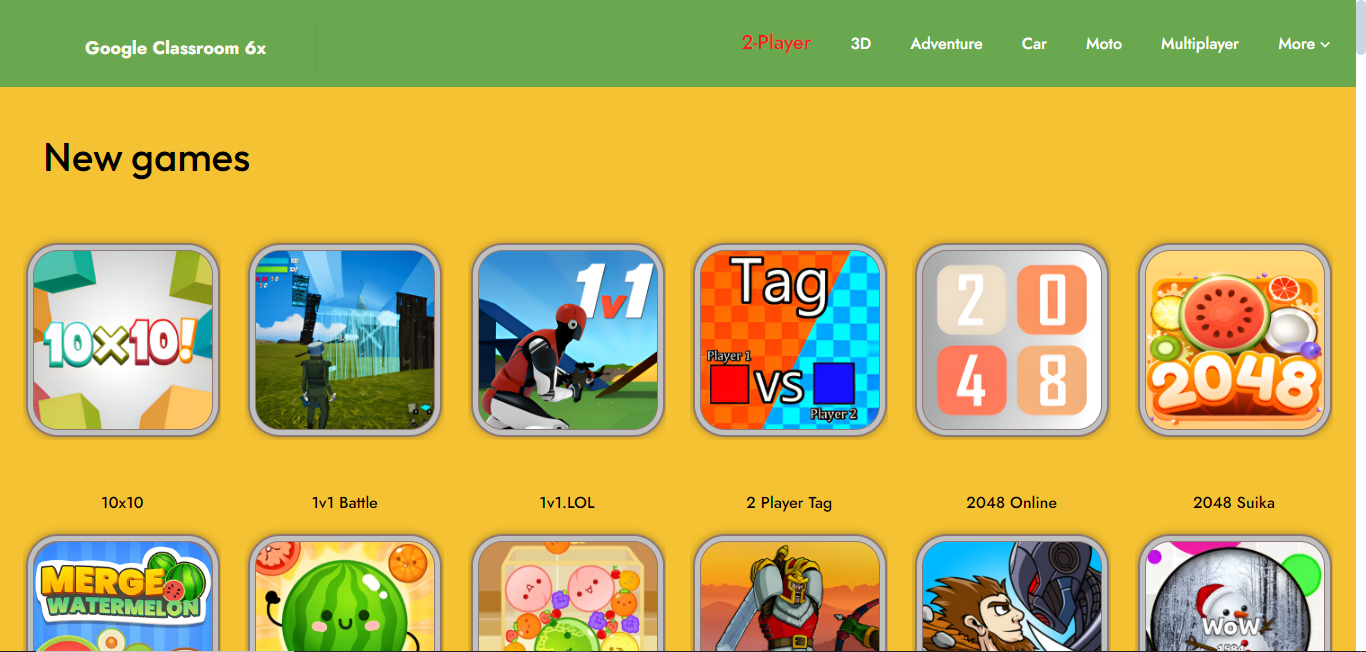 Google Classroom 6x
2-Player 3D Adventure Car Moto Multiplayer More
New games
10x10!
1v1
Tag
Player 1
VS
Player 2
2 0
4 8
2048
10x10 1v1 Battle 1v1.LOL 2 Player Tag 2048 Online 2048 Suika
MERGE
WATERMELON
WoW